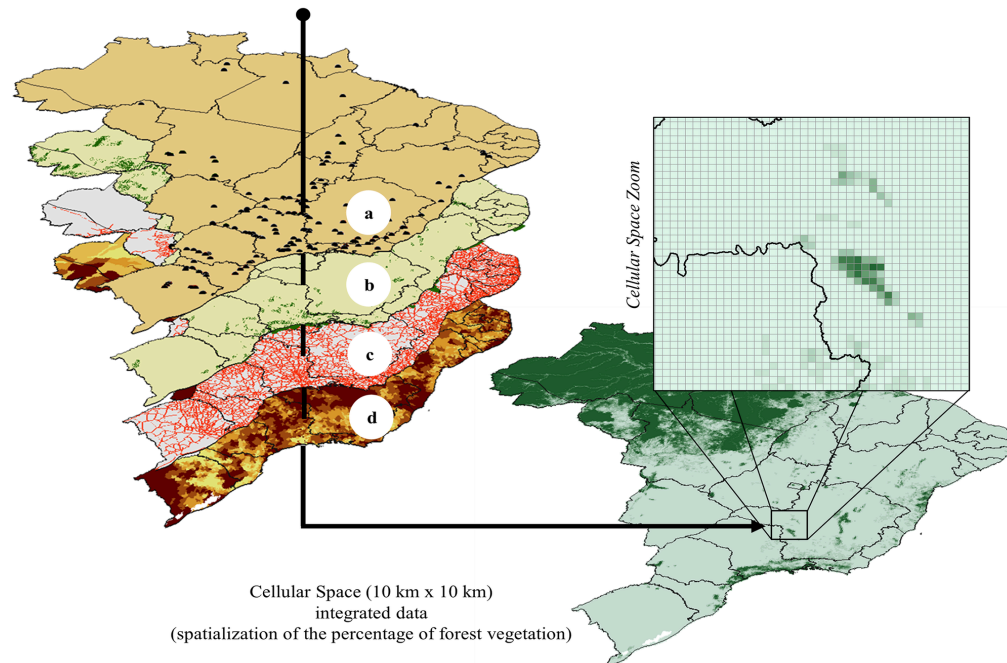 a
b
c
d
Cellular Space Zoom
Cellular Space (10 km x 10 km)
integrated data
(spatialization of the percentage of forest vegetation)